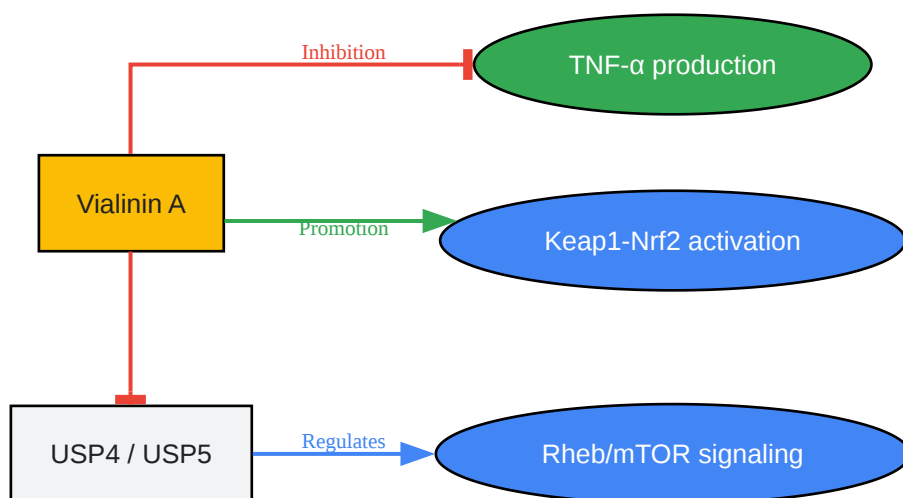 Inhibition
TNF-α production
Vialinin A
Promotion
Keap1-Nrf2 activation
USP4 / USP5
Regulates
Rheb/mTOR signaling